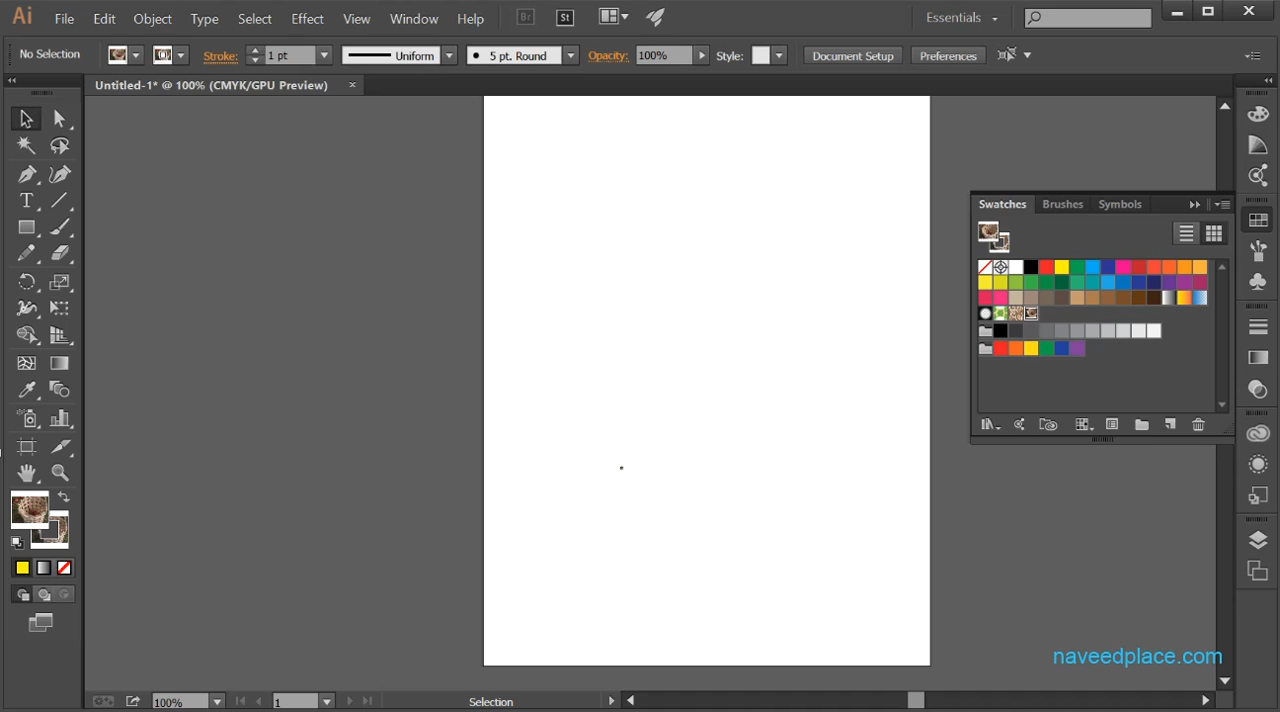 Ai File Edit Object Type Select Effect View Window Help Br St Essentials
No Selection Stroke: 1 pt Uniform 5 pt. Round Opacity: 100% Style: Document Setup Preferences
Untitled-1* @ 100% (CMYK/GPU Preview)
Swatches Brushes Symbols
T
naveedplace.com
100% 1 Selection